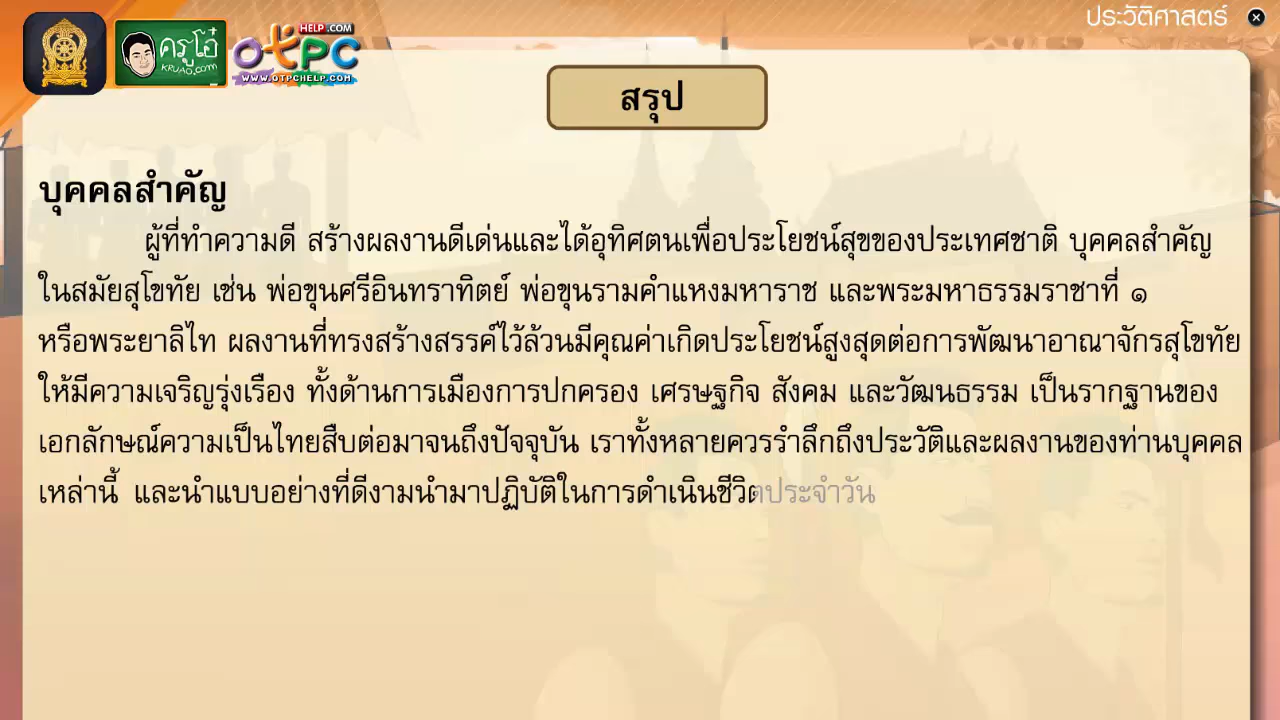 ประวัติศาสตร์
ครูโอ๋
KRUAO.COM
HELP.COM
OTPC
WWW.OTPCHELP.COM
สรุป
บุคคลสำคัญ
ผู้ที่ทำความดี สร้างผลงานดีเด่นและได้อุทิศตนเพื่อประโยชน์สุขของประเทศชาติ บุคคลสำคัญ
ในสมัยสุโขทัย เช่น พ่อขุนศรีอินทราทิตย์ พ่อขุนรามคำแหงมหาราช และพระมหาธรรมราชาที่ ๑
หรือพระยาลิไท ผลงานที่ทรงสร้างสรรค์ไว้ล้วนมีคุณค่าเกิดประโยชน์สูงสุดต่อการพัฒนาอาณาจักรสุโขทัย
ให้มีความเจริญรุ่งเรือง ทั้งด้านการเมืองการปกครอง เศรษฐกิจ สังคม และวัฒนธรรม เป็นรากฐานของ
เอกลักษณ์ความเป็นไทยสืบต่อมาจนถึงปัจจุบัน เราทั้งหลายควรรำลึกถึงประวัติและผลงานของท่านบุคคล
เหล่านี้ และนำแบบอย่างที่ดีงามนำมาปฏิบัติในการดำเนินชีวิตประจำวัน